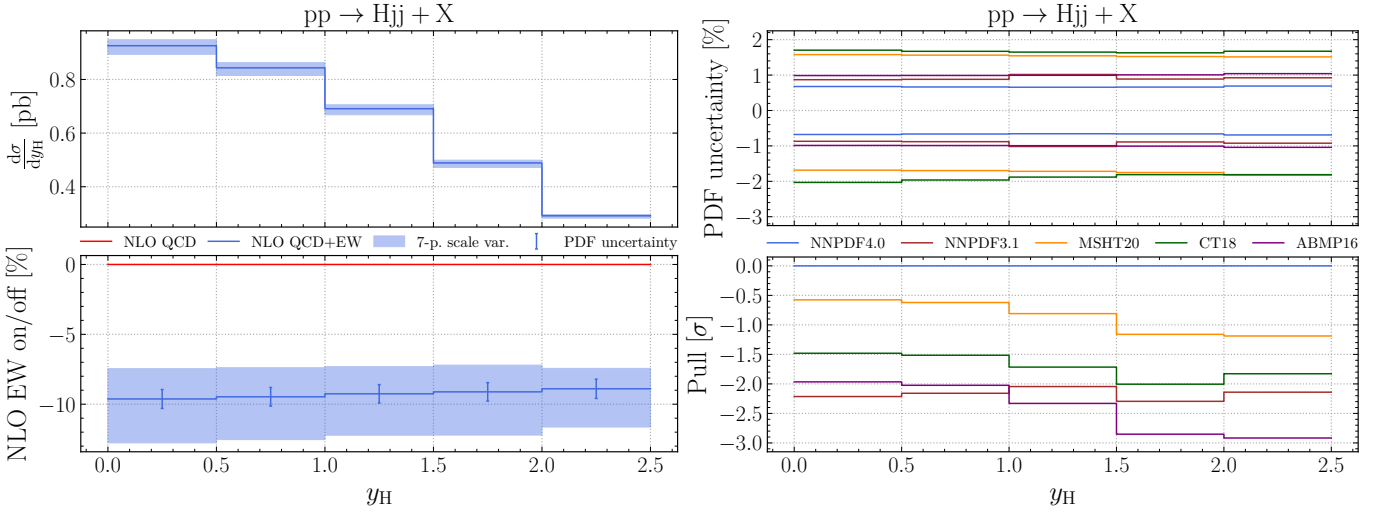 pp → Hjj + X
dσ/dy_H [pb]
0.8
0.6
0.4
NLO QCD
NLO QCD+EW
7-p. scale var.
PDF uncertainty
NLO EW on/off [%]
0
−5
−10
0.0 0.5 1.0 1.5 2.0 2.5
y_H
pp → Hjj + X
PDF uncertainty [%]
2
1
0
−1
−2
−3
NNPDF4.0
NNPDF3.1
MSHT20
CT18
ABMP16
Pull [σ]
0.0
−0.5
−1.0
−1.5
−2.0
−2.5
−3.0
0.0 0.5 1.0 1.5 2.0 2.5
y_H